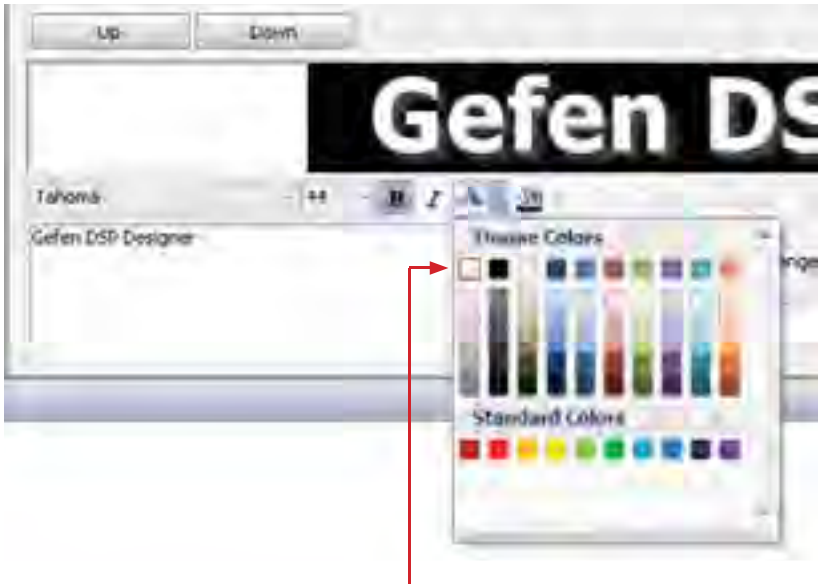 Up Down
Gefen DS
Tahoma 44 B I
Gefen DSP Designer
Theme Colors
Standard Colors